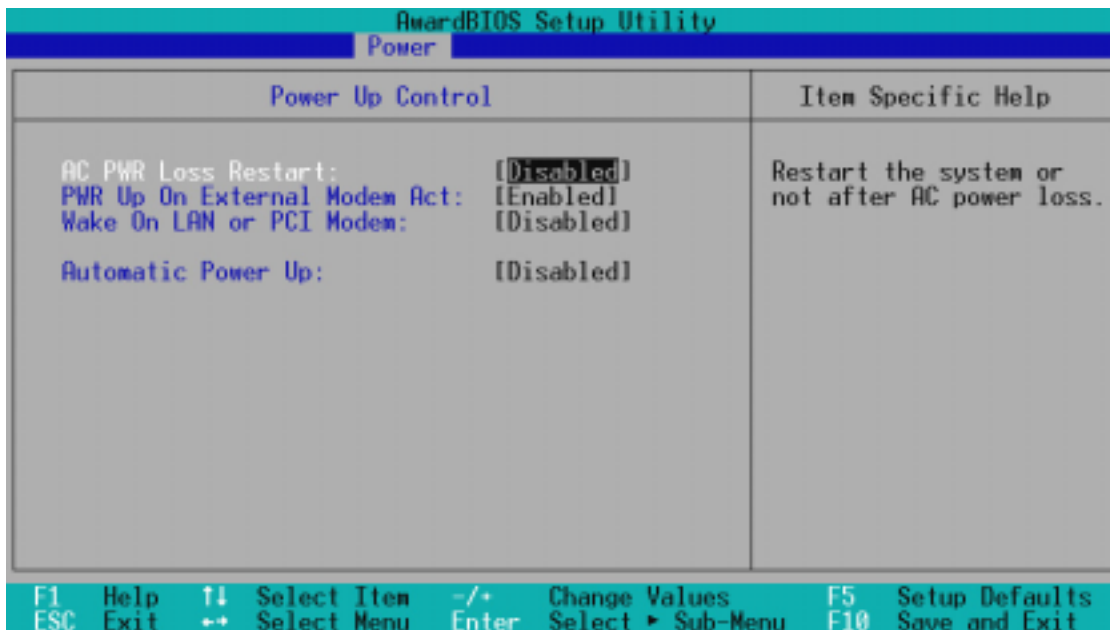 AwardBIOS Setup Utility
Power
Power Up Control
Item Specific Help
AC PWR Loss Restart: [Disabled]
PWR Up On External Modem Act: [Enabled]
Wake On LAN or PCI Modem: [Disabled]
Automatic Power Up: [Disabled]
Restart the system or
not after AC power loss.
F1 Help ↑↓ Select Item -/+ Change Values F5 Setup Defaults
ESC Exit ←→ Select Menu Enter Select ► Sub-Menu F10 Save and Exit